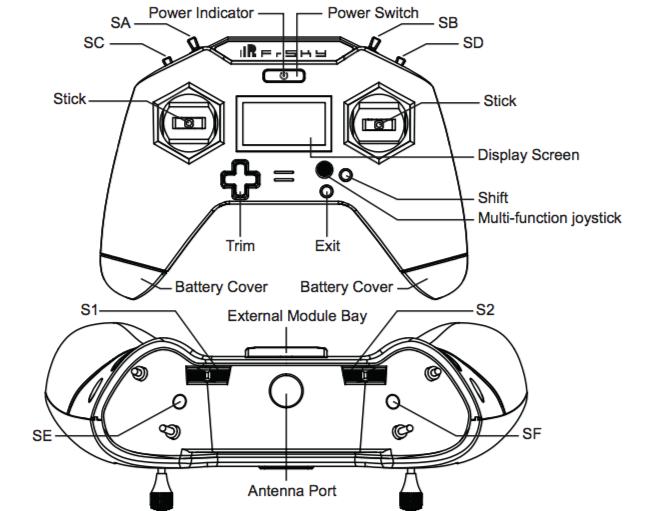 Power Indicator
Power Switch
SA
SB
SC
SD
FrSKY
Stick
Stick
Display Screen
Shift
Multi-function joystick
Trim
Exit
Battery Cover
Battery Cover
S1
S2
External Module Bay
SE
SF
Antenna Port